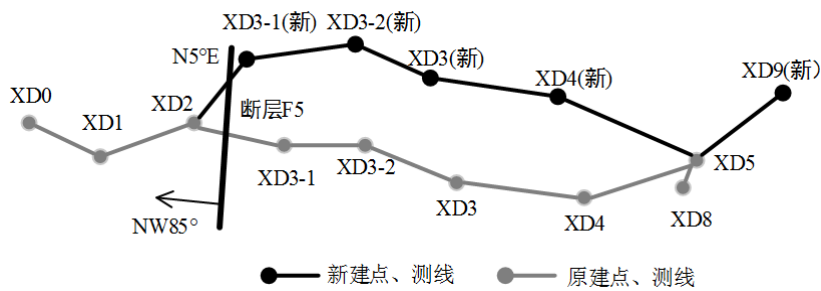 XD3-1(新)
XD3-2(新)
N5°E
XD3(新)
XD4(新)
XD9(新）
XD0
XD1
XD2
断层F5
XD3-1
XD3-2
XD3
XD4
XD5
XD8
NW85°
新建点、测线
原建点、测线